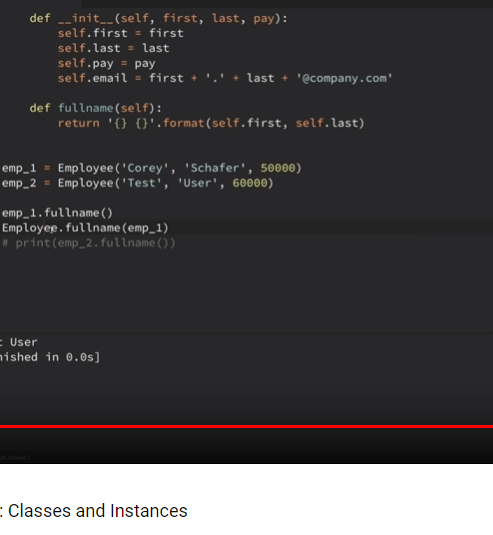 def __init__(self, first, last, pay):
self.first = first
self.last = last
self.pay = pay
self.email = first + '.' + last + '@company.com'
def fullname(self):
return '{} {}'.format(self.first, self.last)
emp_1 = Employee('Corey', 'Schafer', 50000)
emp_2 = Employee('Test', 'User', 60000)
emp_1.fullname()
Employee.fullname(emp_1)
# print(emp_2.fullname())
User
nished in 0.0s]
: Classes and Instances